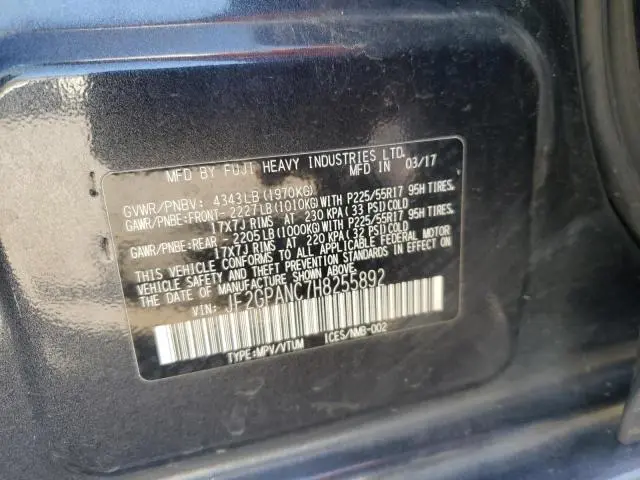 MFD BY FUJI HEAVY INDUSTRIES LTD.
MFD IN 03/17
GVWR/PNBV: 4343LB(1970KG)
GAWR/PNBE:FRONT-2227LB(1010KG)WITH P225/55R17 95H TIRES,
17X7J RIMS AT 230 KPA(33 PSI)COLD
GAWR/PNBE:REAR -2205LB(1000KG)WITH P225/55R17 95H TIRES,
17X7J RIMS AT 220 KPA(32 PSI)COLD
THIS VEHICLE CONFORMS TO ALL APPLICABLE FEDERAL MOTOR
VEHICLE SAFETY AND THEFT PREVENTION STANDARDS IN EFFECT ON
THE DATE OF MANUFACTURE SHOWN ABOVE.
VIN: JF2GPANC7H8255892
TYPE:MPV/VTUM ICES/NMB-002